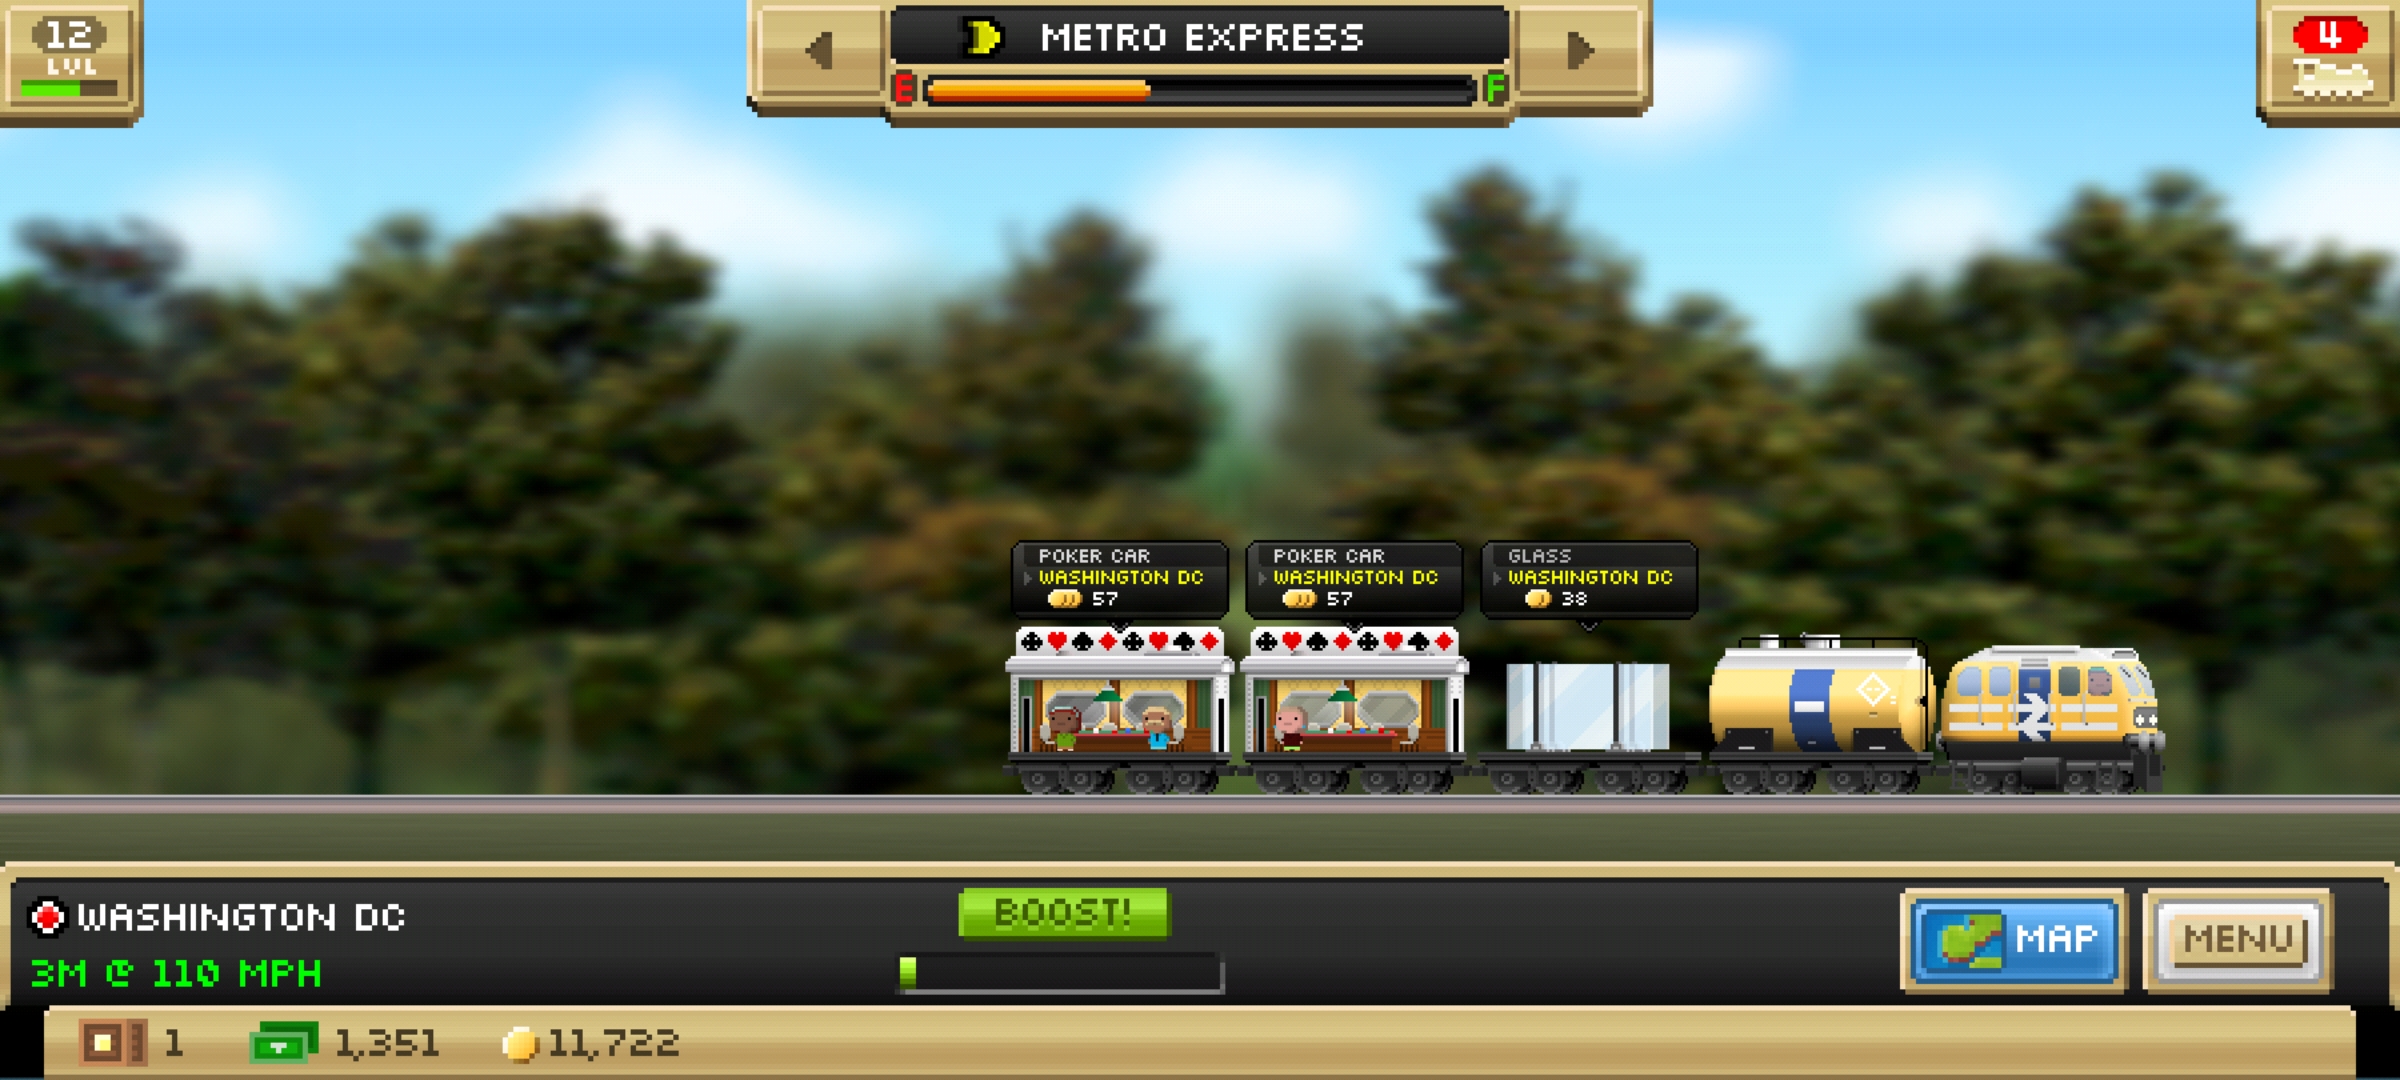 12
LVL
METRO EXPRESS
E F
4
POKER CAR
WASHINGTON DC
57
POKER CAR
WASHINGTON DC
57
GLASS
WASHINGTON DC
38
WASHINGTON DC
3M @ 110 MPH
BOOST!
MAP
MENU
1
1,351
11,722